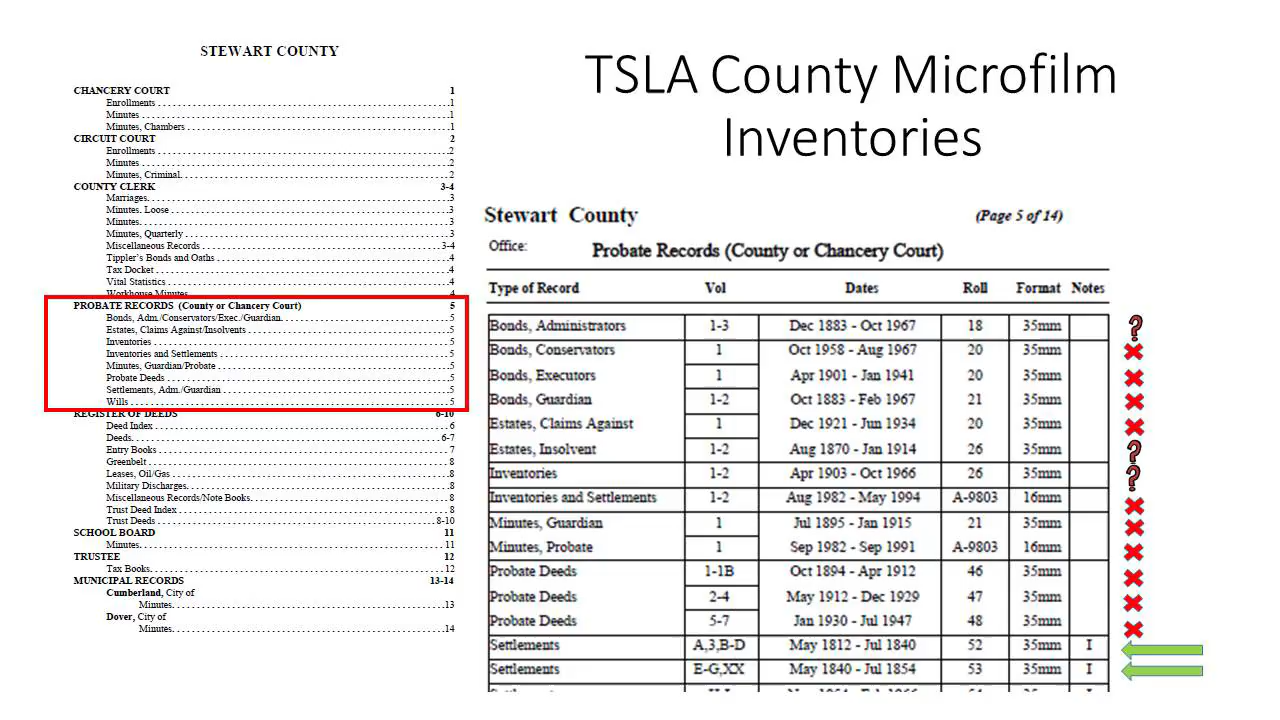 STEWART COUNTY
CHANCERY COURT 1
Enrollments . . . . . . . . . . . . . . . . . . . . . . . . . . . . . . . . . . . . . . . . . . . . . . . . .1
Minutes . . . . . . . . . . . . . . . . . . . . . . . . . . . . . . . . . . . . . . . . . . . . . . . . . . . .1
Minutes, Chambers . . . . . . . . . . . . . . . . . . . . . . . . . . . . . . . . . . . . . . . . . . . .1
CIRCUIT COURT 2
Enrollments . . . . . . . . . . . . . . . . . . . . . . . . . . . . . . . . . . . . . . . . . . . . . . . . .2
Minutes . . . . . . . . . . . . . . . . . . . . . . . . . . . . . . . . . . . . . . . . . . . . . . . . . . . .2
Minutes, Criminal. . . . . . . . . . . . . . . . . . . . . . . . . . . . . . . . . . . . . . . . . . . . .2
COUNTY CLERK 3-4
Marriages. . . . . . . . . . . . . . . . . . . . . . . . . . . . . . . . . . . . . . . . . . . . . . . . . . .3
Minutes, Loose . . . . . . . . . . . . . . . . . . . . . . . . . . . . . . . . . . . . . . . . . . . . . . .3
Minutes. . . . . . . . . . . . . . . . . . . . . . . . . . . . . . . . . . . . . . . . . . . . . . . . . . . . .3
Minutes, Quarterly . . . . . . . . . . . . . . . . . . . . . . . . . . . . . . . . . . . . . . . . . . . .3
Miscellaneous Records . . . . . . . . . . . . . . . . . . . . . . . . . . . . . . . . . . . . . . . 3-4
Tippler's Bonds and Oaths . . . . . . . . . . . . . . . . . . . . . . . . . . . . . . . . . . . . . .4
Tax Docket . . . . . . . . . . . . . . . . . . . . . . . . . . . . . . . . . . . . . . . . . . . . . . . . . .4
Vital Statistics . . . . . . . . . . . . . . . . . . . . . . . . . . . . . . . . . . . . . . . . . . . . . . . .4
Workhouse Minutes. . . . . . . . . . . . . . . . . . . . . . . . . . . . . . . . . . . . . . . . . . . 4
PROBATE RECORDS (County or Chancery Court) 5
Bonds, Adm./Conservators/Exec./Guardian. . . . . . . . . . . . . . . . . . . . . . . . . .5
Estates, Claims Against/Insolvents . . . . . . . . . . . . . . . . . . . . . . . . . . . . . . . .5
Inventories . . . . . . . . . . . . . . . . . . . . . . . . . . . . . . . . . . . . . . . . . . . . . . . . . 5
Inventories and Settlements . . . . . . . . . . . . . . . . . . . . . . . . . . . . . . . . . . . . .5
Minutes, Guardian/Probate . . . . . . . . . . . . . . . . . . . . . . . . . . . . . . . . . . . . . .5
Probate Deeds . . . . . . . . . . . . . . . . . . . . . . . . . . . . . . . . . . . . . . . . . . . . . . . .5
Settlements, Adm./Guardian . . . . . . . . . . . . . . . . . . . . . . . . . . . . . . . . . . . . .5
Wills . . . . . . . . . . . . . . . . . . . . . . . . . . . . . . . . . . . . . . . . . . . . . . . . . . . . . . .5
REGISTER OF DEEDS 6-10
Deed Index . . . . . . . . . . . . . . . . . . . . . . . . . . . . . . . . . . . . . . . . . . . . . . . . . 6
Deeds. . . . . . . . . . . . . . . . . . . . . . . . . . . . . . . . . . . . . . . . . . . . . . . . . . . . . 6-7
Entry Books . . . . . . . . . . . . . . . . . . . . . . . . . . . . . . . . . . . . . . . . . . . . . . . . . 7
Greenbelt . . . . . . . . . . . . . . . . . . . . . . . . . . . . . . . . . . . . . . . . . . . . . . . . . . . 8
Leases, Oil/Gas . . . . . . . . . . . . . . . . . . . . . . . . . . . . . . . . . . . . . . . . . . . . . . .8
Military Discharges. . . . . . . . . . . . . . . . . . . . . . . . . . . . . . . . . . . . . . . . . . . .8
Miscellaneous Records/Note Books. . . . . . . . . . . . . . . . . . . . . . . . . . . . . . . 8
Trust Deed Index . . . . . . . . . . . . . . . . . . . . . . . . . . . . . . . . . . . . . . . . . . . . . 8
Trust Deeds . . . . . . . . . . . . . . . . . . . . . . . . . . . . . . . . . . . . . . . . . . . . . . . 8-10
SCHOOL BOARD 11
Minutes. . . . . . . . . . . . . . . . . . . . . . . . . . . . . . . . . . . . . . . . . . . . . . . . . . . . 11
TRUSTEE 12
Tax Books. . . . . . . . . . . . . . . . . . . . . . . . . . . . . . . . . . . . . . . . . . . . . . . . . . 12
MUNICIPAL RECORDS 13-14
Cumberland, City of
Minutes. . . . . . . . . . . . . . . . . . . . . . . . . . . . . . . . . . . . . . . . . . . . . . . . .13
Dover, City of
Minutes. . . . . . . . . . . . . . . . . . . . . . . . . . . . . . . . . . . . . . . . . . . . . . . . .14
TSLA County Microfilm
Inventories
Stewart County (Page 5 of 14)
Office: Probate Records (County or Chancery Court)
Type of Record Vol Dates Roll Format Notes
Bonds, Administrators 1-3 Dec 1883 - Oct 1967 18 35mm ?
Bonds, Conservators 1 Oct 1958 - Aug 1967 20 35mm
Bonds, Executors 1 Apr 1901 - Jan 1941 20 35mm
Bonds, Guardian 1-2 Oct 1883 - Feb 1967 21 35mm
Estates, Claims Against 1 Dec 1921 - Jun 1934 20 35mm
Estates, Insolvent 1-2 Aug 1870 - Jan 1914 26 35mm ?
Inventories 1-2 Apr 1903 - Oct 1966 26 35mm ?
Inventories and Settlements 1-2 Aug 1982 - May 1994 A-9803 16mm
Minutes, Guardian 1 Jul 1895 - Jan 1915 21 35mm
Minutes, Probate 1 Sep 1982 - Sep 1991 A-9803 16mm
Probate Deeds 1-1B Oct 1894 - Apr 1912 46 35mm
Probate Deeds 2-4 May 1912 - Dec 1929 47 35mm
Probate Deeds 5-7 Jan 1930 - Jul 1947 48 35mm
Settlements A,3,B-D May 1812 - Jul 1840 52 35mm I
Settlements E-G,XX May 1840 - Jul 1854 53 35mm I